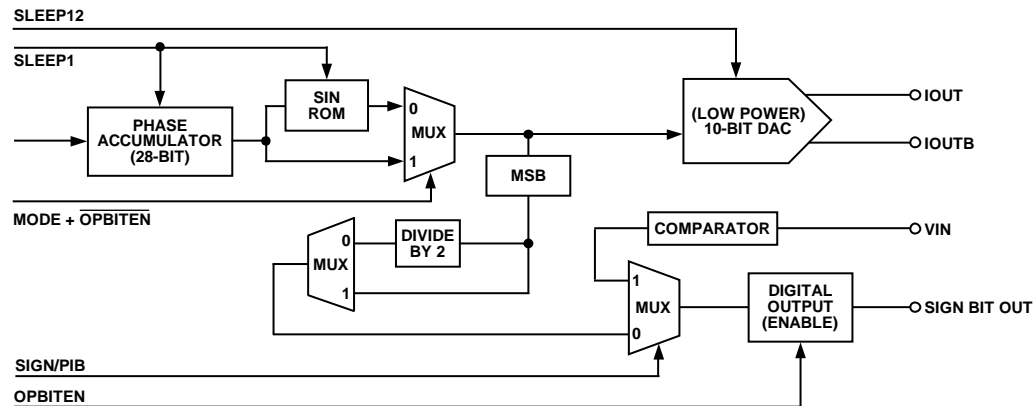 SLEEP12
SLEEP1
PHASE
ACCUMULATOR
(28-BIT)
SIN
ROM
0
MUX
1
(LOW POWER)
10-BIT DAC
IOUT
IOUTB
MSB
MODE + OPBITEN
0
MUX
1
DIVIDE
BY 2
COMPARATOR
VIN
1
MUX
0
DIGITAL
OUTPUT
(ENABLE)
SIGN BIT OUT
SIGN/PIB
OPBITEN